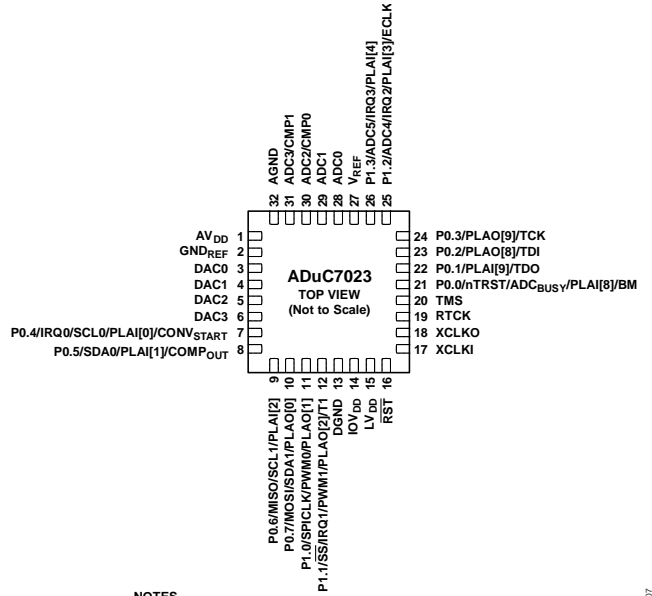 32 AGND
31 ADC3/CMP1
30 ADC2/CMP0
29 ADC1
28 ADC0
27 VREF
26 P1.3/ADC5/IRQ3/PLAI[4]
25 P1.2/ADC4/IRQ2/PLAI[3]/ECLK
AVDD 1
GNDREF 2
DAC0 3
DAC1 4
DAC2 5
DAC3 6
P0.4/IRQ0/SCL0/PLAI[0]/CONVSTART 7
P0.5/SDA0/PLAI[1]/COMPOUT 8
ADuC7023
TOP VIEW
(Not to Scale)
24 P0.3/PLAO[9]/TCK
23 P0.2/PLAO[8]/TDI
22 P0.1/PLAI[9]/TDO
21 P0.0/nTRST/ADCBUSY/PLAI[8]/BM
20 TMS
19 RTCK
18 XCLKO
17 XCLKI
P0.6/MISO/SCL1/PLAI[2] 9
P0.7/MOSI/SDA1/PLAO[0] 10
P1.0/SPICLK/PWM0/PLAO[1] 11
P1.1/SS/IRQ1/PWM1/PLAO[2]/T1 12
DGND 13
IOVDD 14
LVDD 15
RST 16
NOTES
07